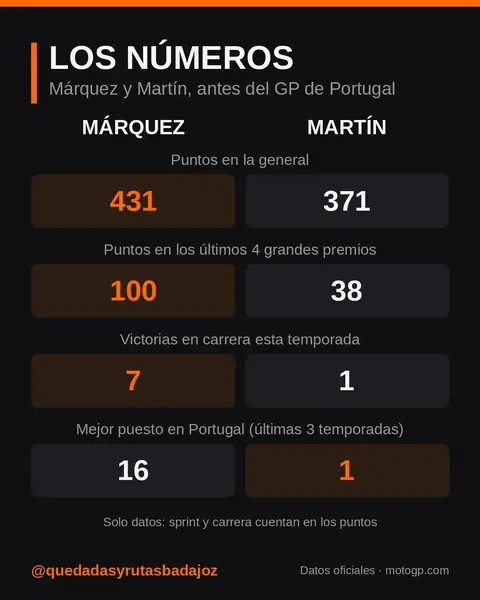 LOS NÚMEROS
Márquez y Martín, antes del GP de Portugal
MÁRQUEZ MARTÍN
Puntos en la general
431 371
Puntos en los últimos 4 grandes premios
100 38
Victorias en carrera esta temporada
7 1
Mejor puesto en Portugal (últimas 3 temporadas)
16 1
Solo datos: sprint y carrera cuentan en los puntos
@quedadasyrutasbadajoz Datos oficiales · motogp.com